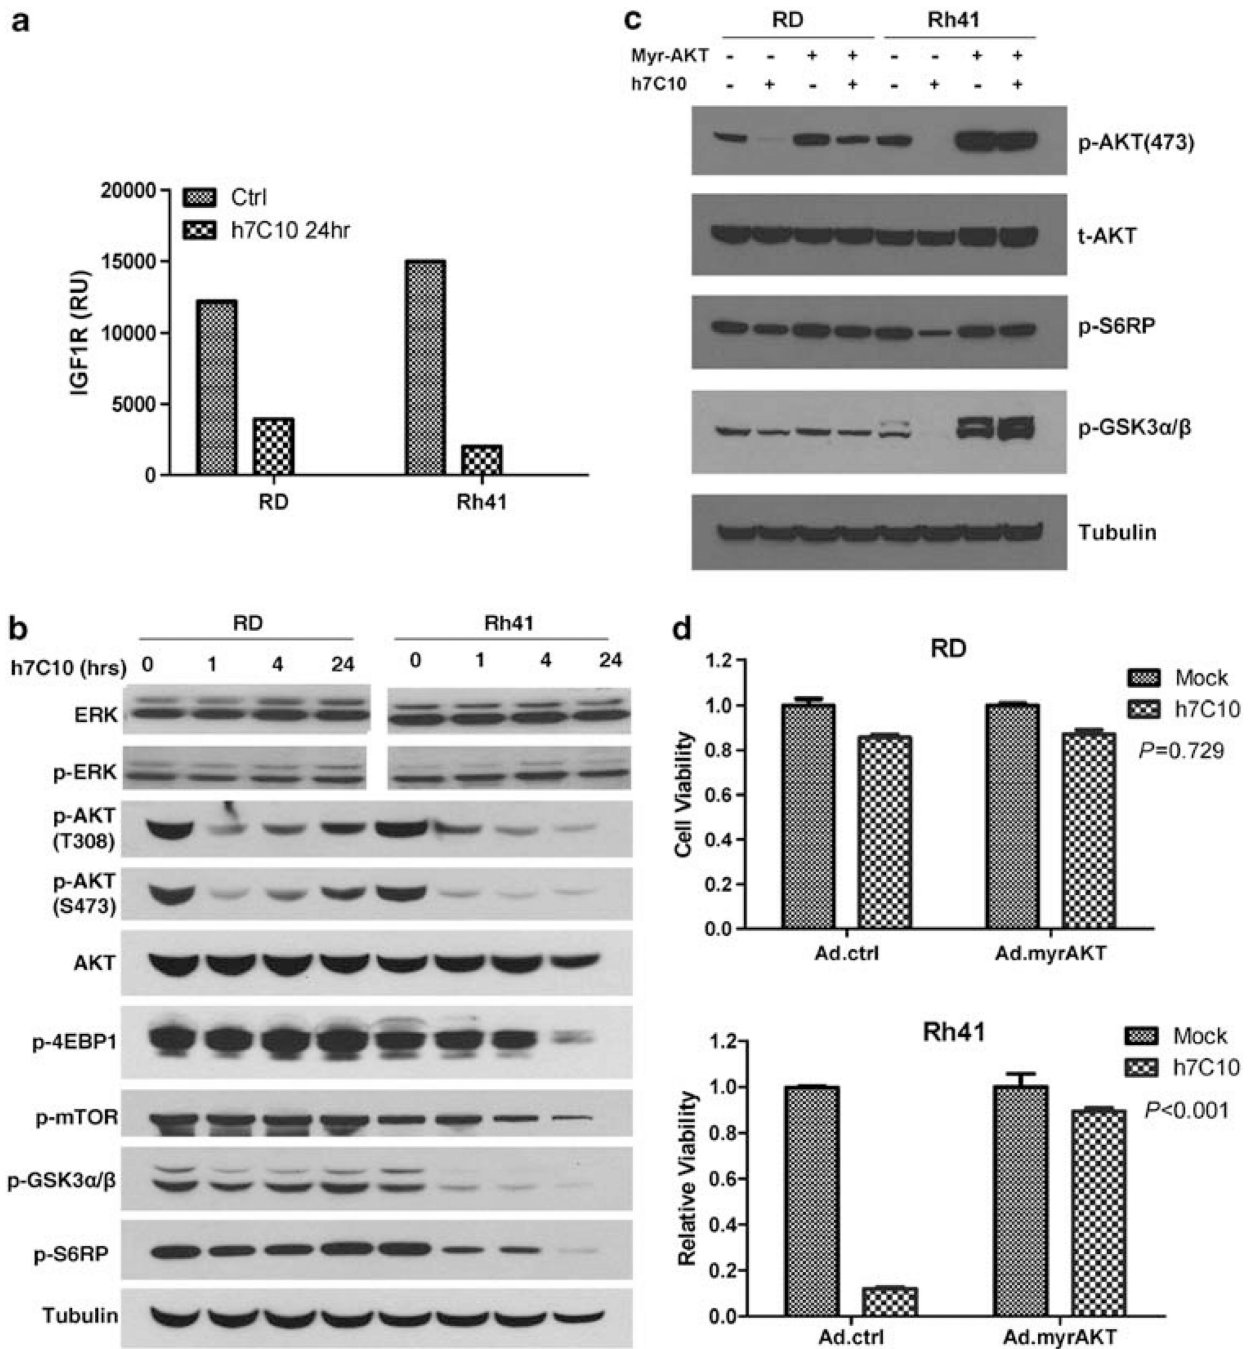 a
20000
15000
10000
5000
0
IGF1R (RU)
Ctrl
h7C10 24hr
RD
Rh41
b
RD
Rh41
h7C10 (hrs) 0 1 4 24 0 1 4 24
ERK
p-ERK
p-AKT
(T308)
p-AKT
(S473)
AKT
p-4EBP1
p-mTOR
p-GSK3α/β
p-S6RP
Tubulin
c
RD
Rh41
Myr-AKT - - + + - - + +
h7C10 - + - + - + - +
p-AKT(473)
t-AKT
p-S6RP
p-GSK3α/β
Tubulin
d
RD
1.2
1.0
0.8
0.6
0.4
0.2
0.0
Cell Viability
Mock
h7C10
P=0.729
Ad.ctrl
Ad.myrAKT
Rh41
1.2
1.0
0.8
0.6
0.4
0.2
0.0
Relative Viability
Mock
h7C10
P<0.001
Ad.ctrl
Ad.myrAKT